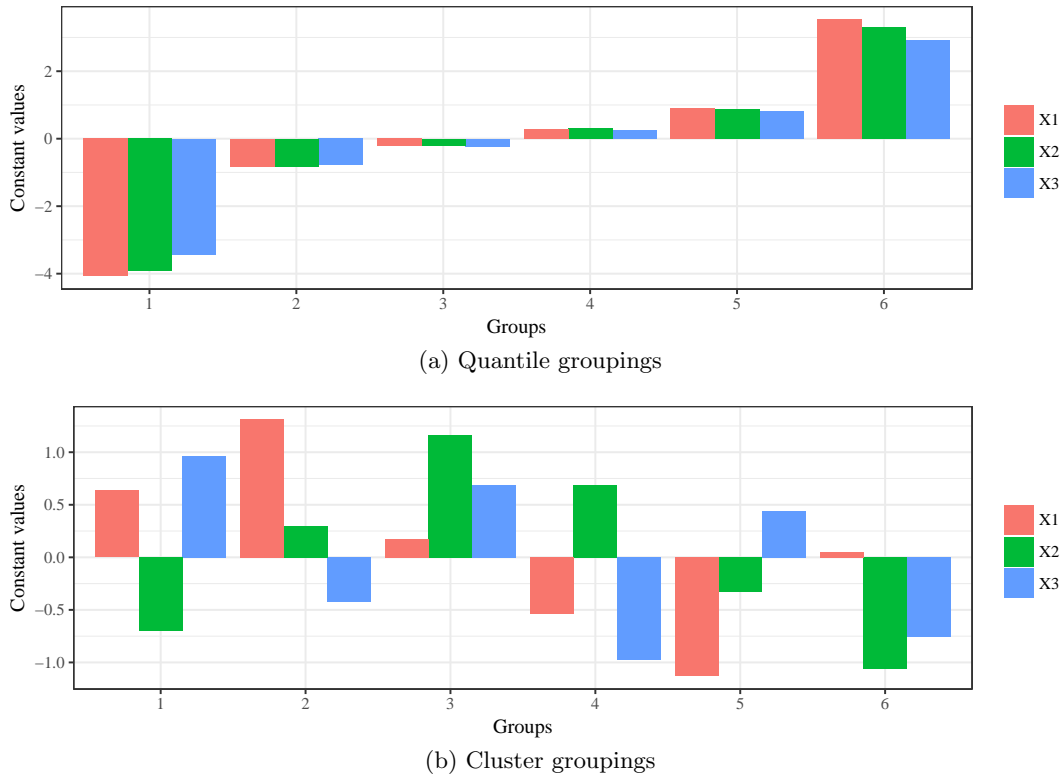 Constant values
2
0
−2
−4
1 2 3 4 5 6
Groups
X1
X2
X3
(a) Quantile groupings
Constant values
1.0
0.5
0.0
−0.5
−1.0
1 2 3 4 5 6
Groups
X1
X2
X3
(b) Cluster groupings